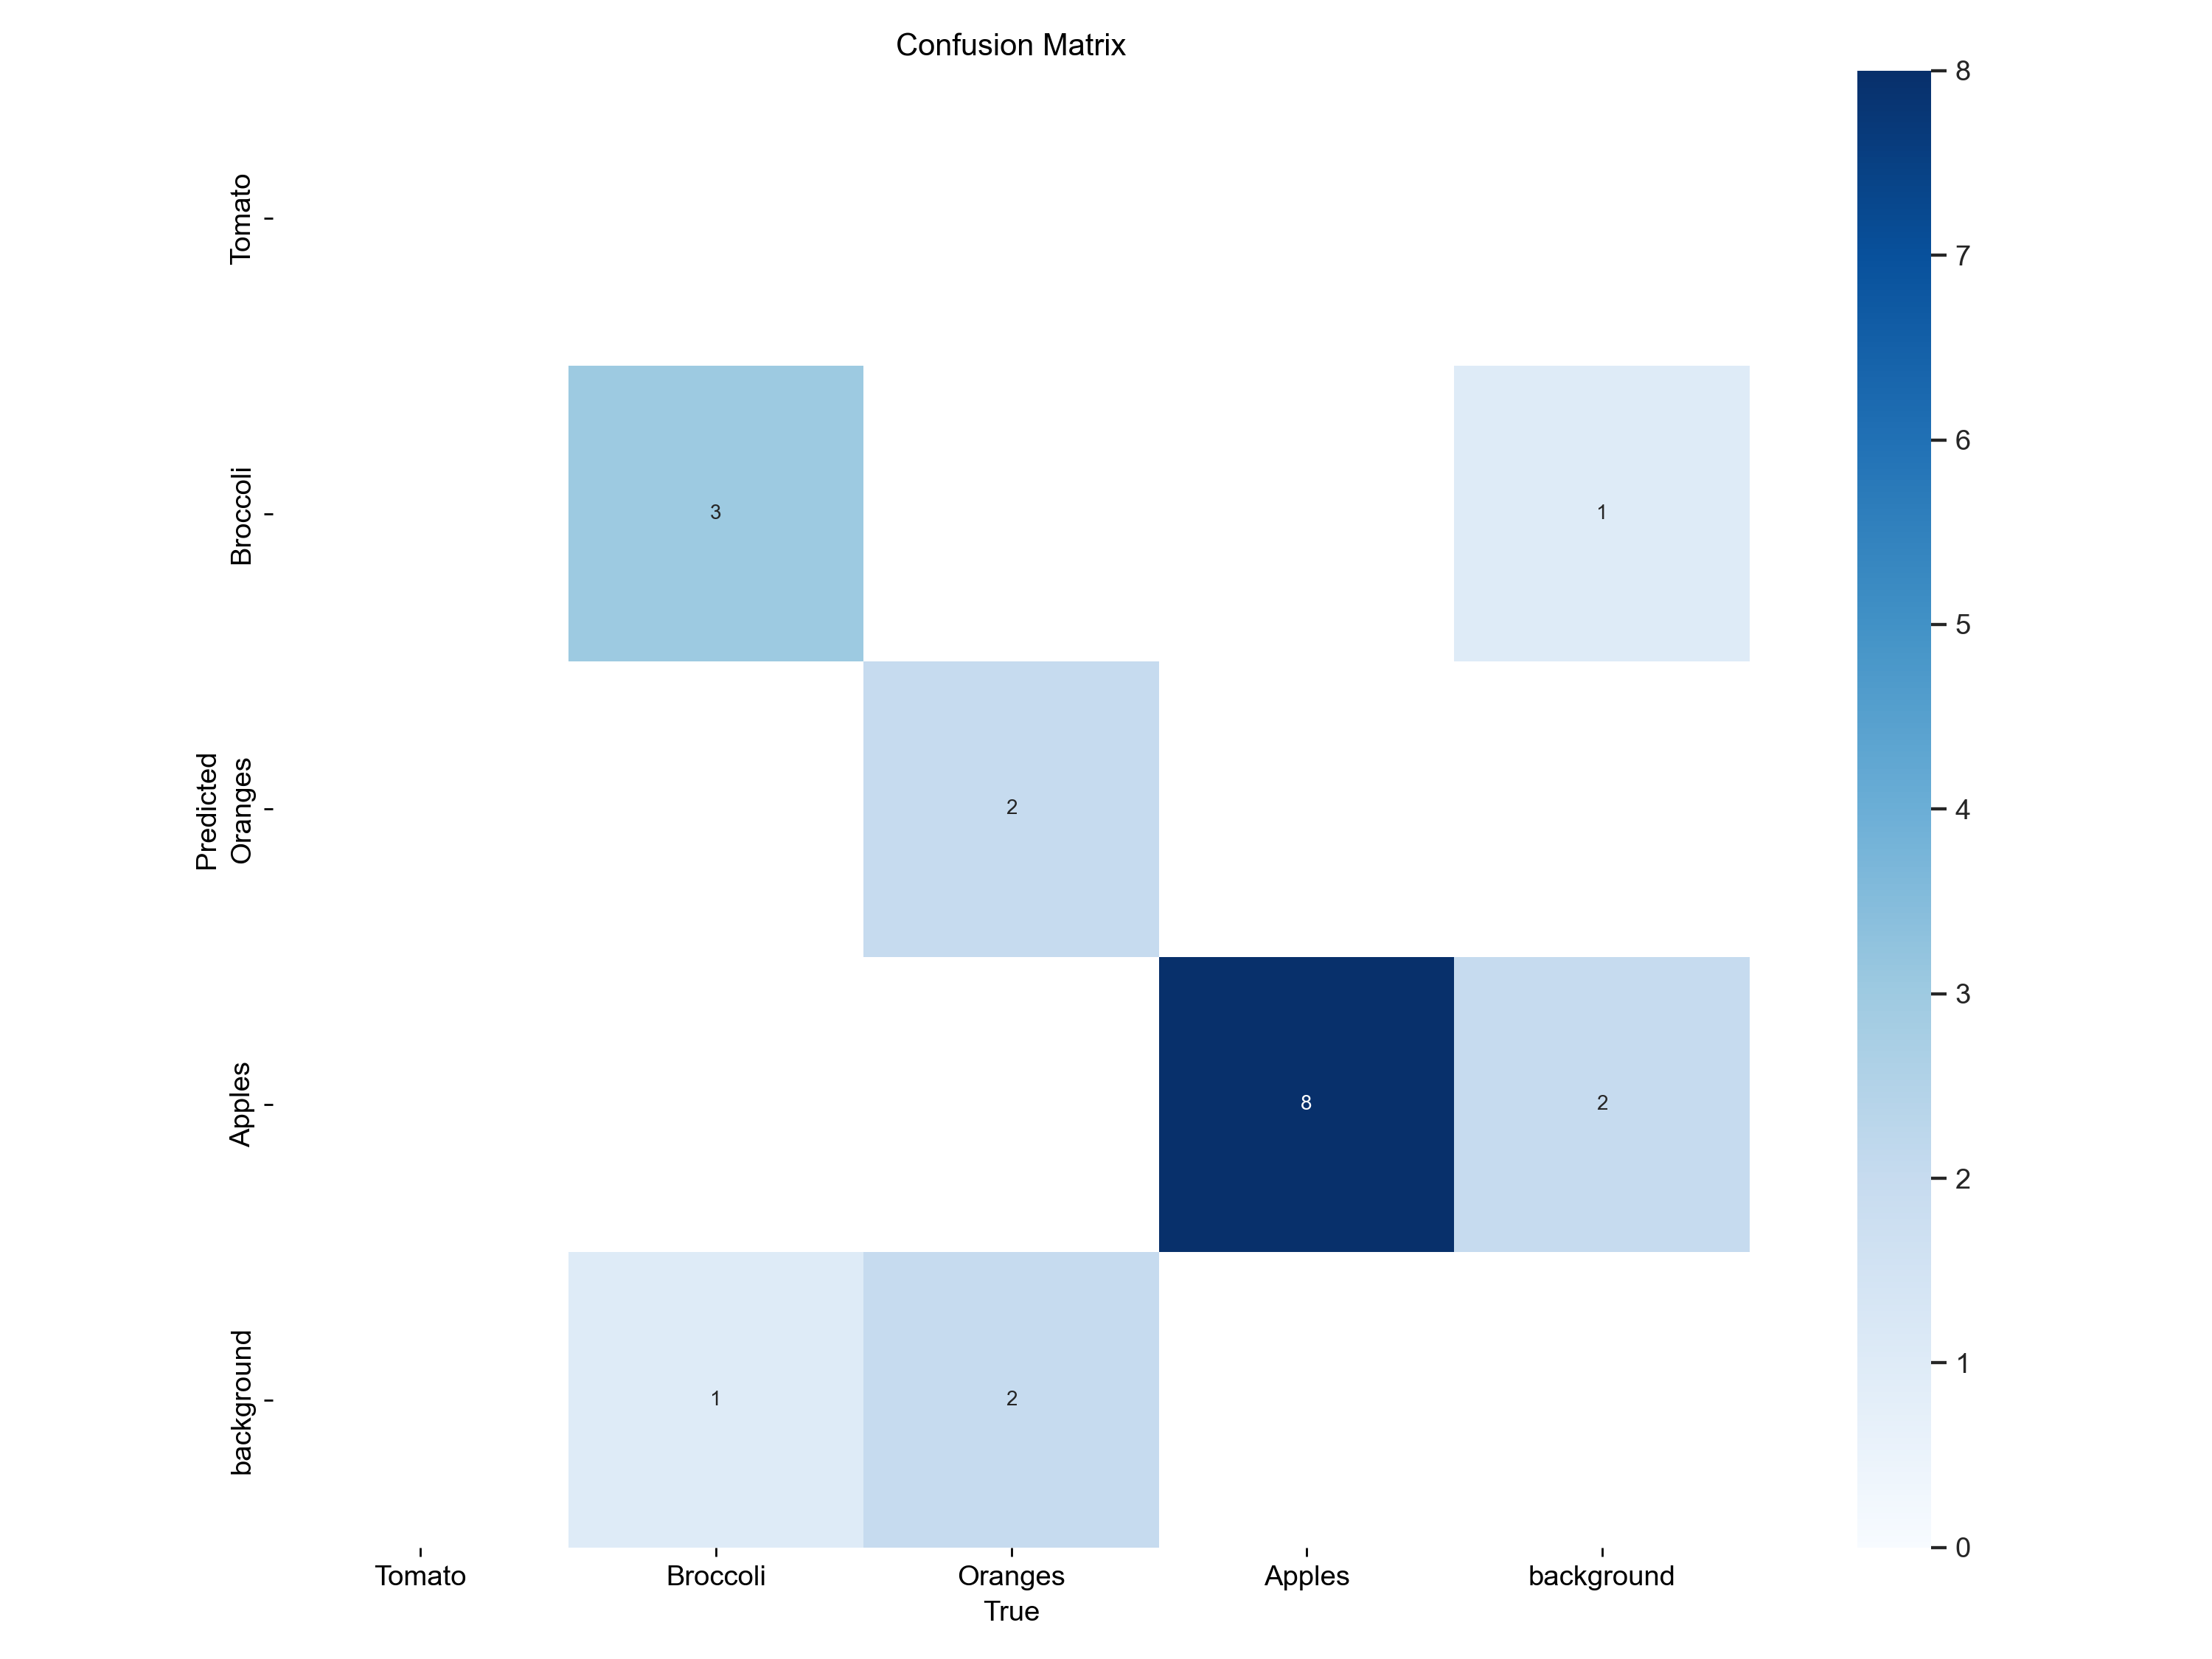 Confusion Matrix
Tomato
Broccoli
Oranges
Apples
background
Predicted
3
1
2
8
2
1
2
Tomato
Broccoli
Oranges
Apples
background
True
8
7
6
5
4
3
2
1
0